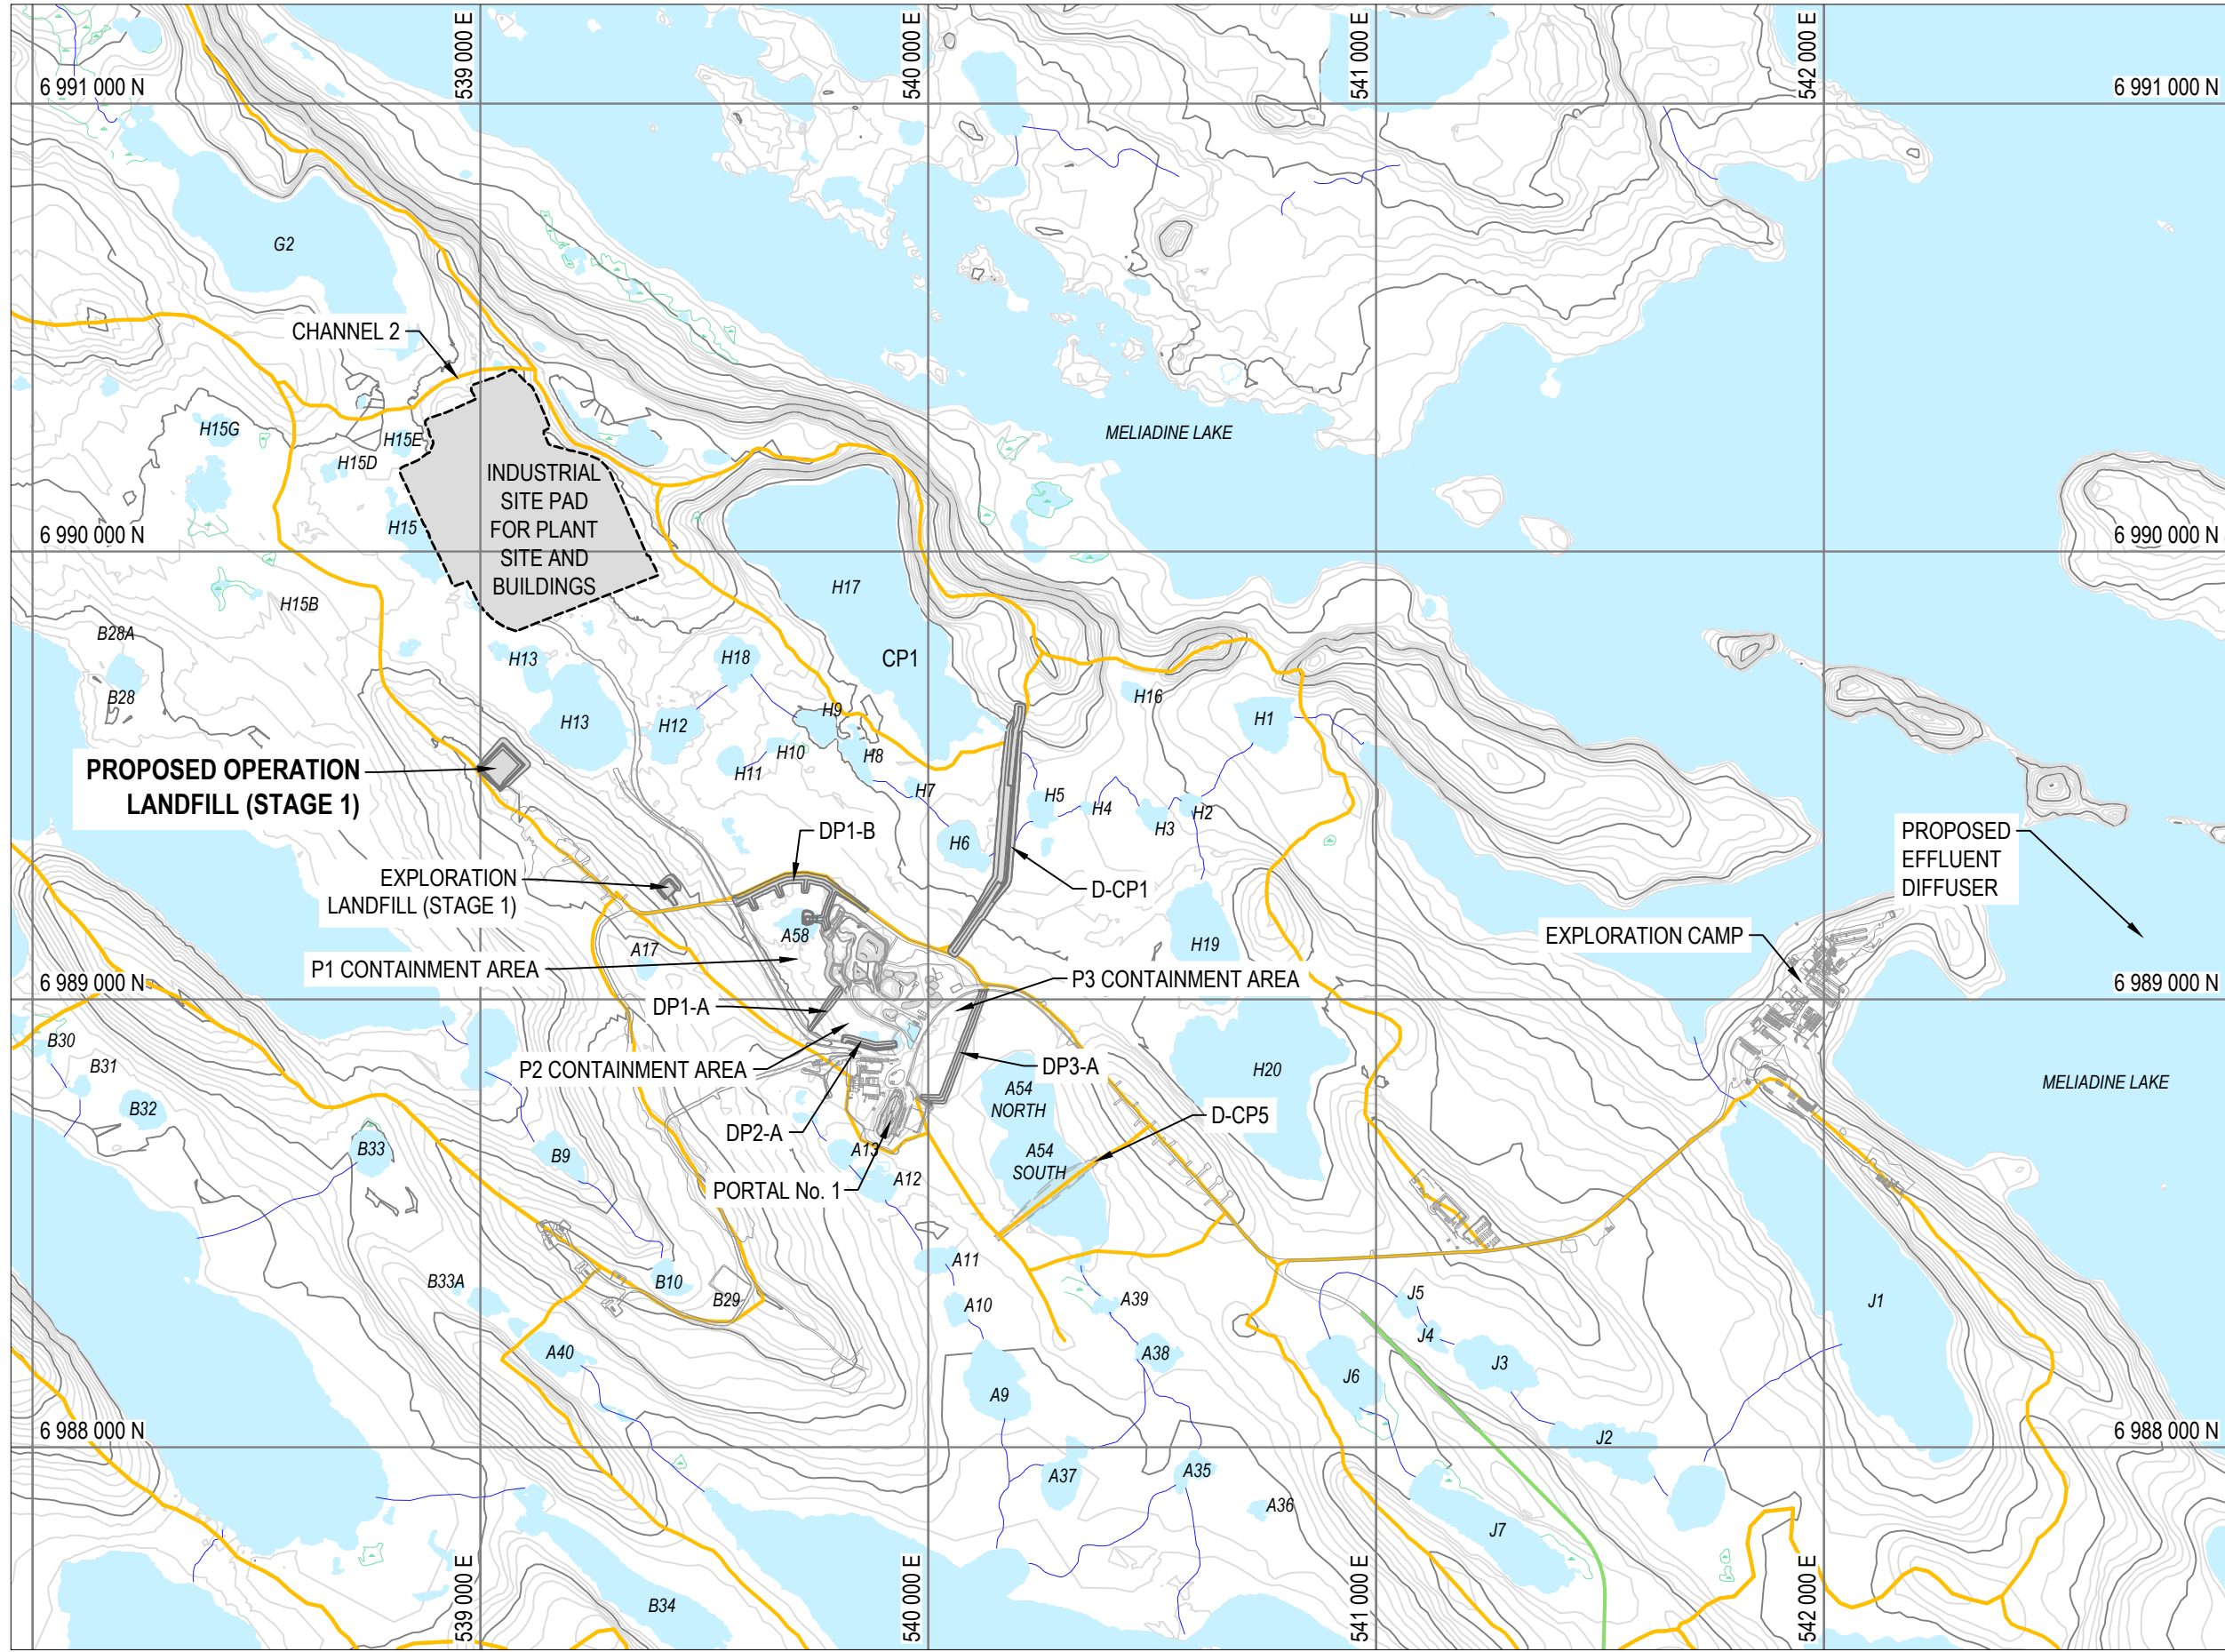 539 000 E
540 000 E
541 000 E
542 000 E
6 991 000 N
6 991 000 N
G2
CHANNEL 2
MELIADINE LAKE
H15G
H15E
H15D
INDUSTRIAL
SITE PAD
FOR PLANT
SITE AND
BUILDINGS
H15
6 990 000 N
6 990 000 N
H17
H15B
B28A
B28
H13
H18
CP1
H16
H13
H12
H9
H1
H10
H8
H11
H7
H5
H4
H3
H2
H6
PROPOSED OPERATION
LANDFILL (STAGE 1)
DP1-B
PROPOSED
EFFLUENT
DIFFUSER
EXPLORATION
LANDFILL (STAGE 1)
D-CP1
A58
A17
H19
EXPLORATION CAMP
P1 CONTAINMENT AREA
P3 CONTAINMENT AREA
6 989 000 N
6 989 000 N
DP1-A
B30
B31
B32
P2 CONTAINMENT AREA
DP3-A
H20
MELIADINE LAKE
A54
NORTH
D-CP5
DP2-A
A13
A54
SOUTH
B33
B9
A12
PORTAL No. 1
A11
B33A
B10
B29
A10
A39
J5
J4
J1
A40
A38
J3
J6
A9
6 988 000 N
6 988 000 N
J2
A37
A35
A36
J7
B34
539 000 E
540 000 E
541 000 E
542 000 E